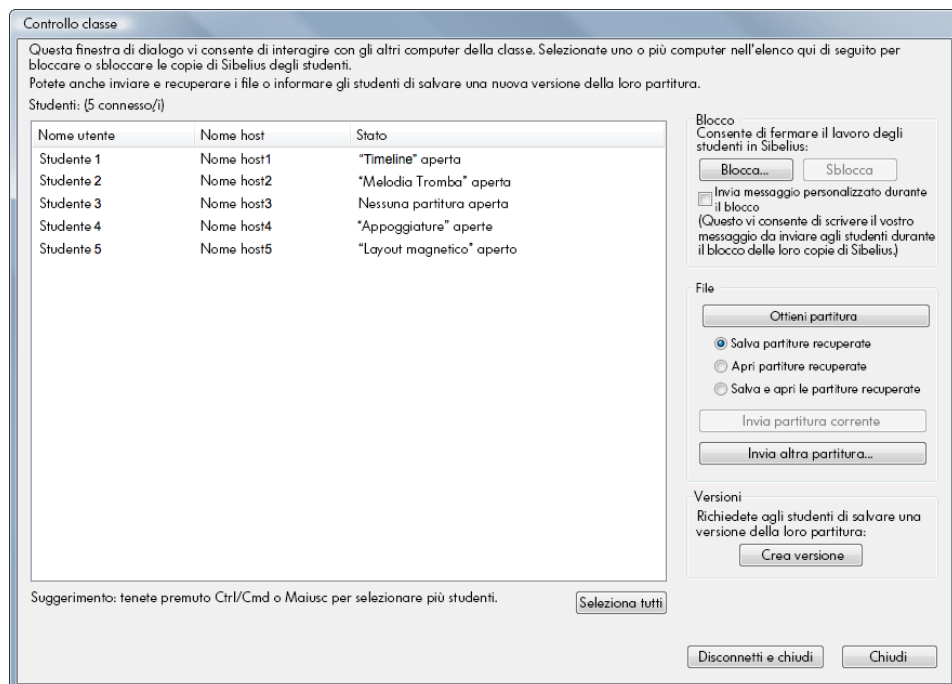 Controllo classe
Questa finestra di dialogo vi consente di interagire con gli altri computer della classe. Selezionate uno o più computer nell'elenco qui di seguito per
bloccare o sbloccare le copie di Sibelius degli studenti.
Potete anche inviare e recuperare i file o informare gli studenti di salvare una nuova versione della loro partitura.
Studenti: (5 connesso/i)
Nome utente Nome host Stato
Studente 1 Nome host1 "Timeline" aperta
Studente 2 Nome host2 "Melodia Tromba" aperta
Studente 3 Nome host3 Nessuna partitura aperta
Studente 4 Nome host4 "Appoggiature" aperte
Studente 5 Nome host5 "Layout magnetico" aperto
Suggerimento: tenete premuto Ctrl/Cmd o Maiusc per selezionare più studenti.
Seleziona tutti
Blocco
Consente di fermare il lavoro degli
studenti in Sibelius:
Blocca... Sblocca
Invia messaggio personalizzato durante
il blocco
(Questo vi consente di scrivere il vostro
messaggio da inviare agli studenti durante
il blocco delle loro copie di Sibelius.)
File
Ottieni partitura
Salva partiture recuperate
Apri partiture recuperate
Salva e apri le partiture recuperate
Invia partitura corrente
Invia altra partitura...
Versioni
Richiedete agli studenti di salvare una
versione della loro partitura:
Crea versione
Disconnetti e chiudi Chiudi